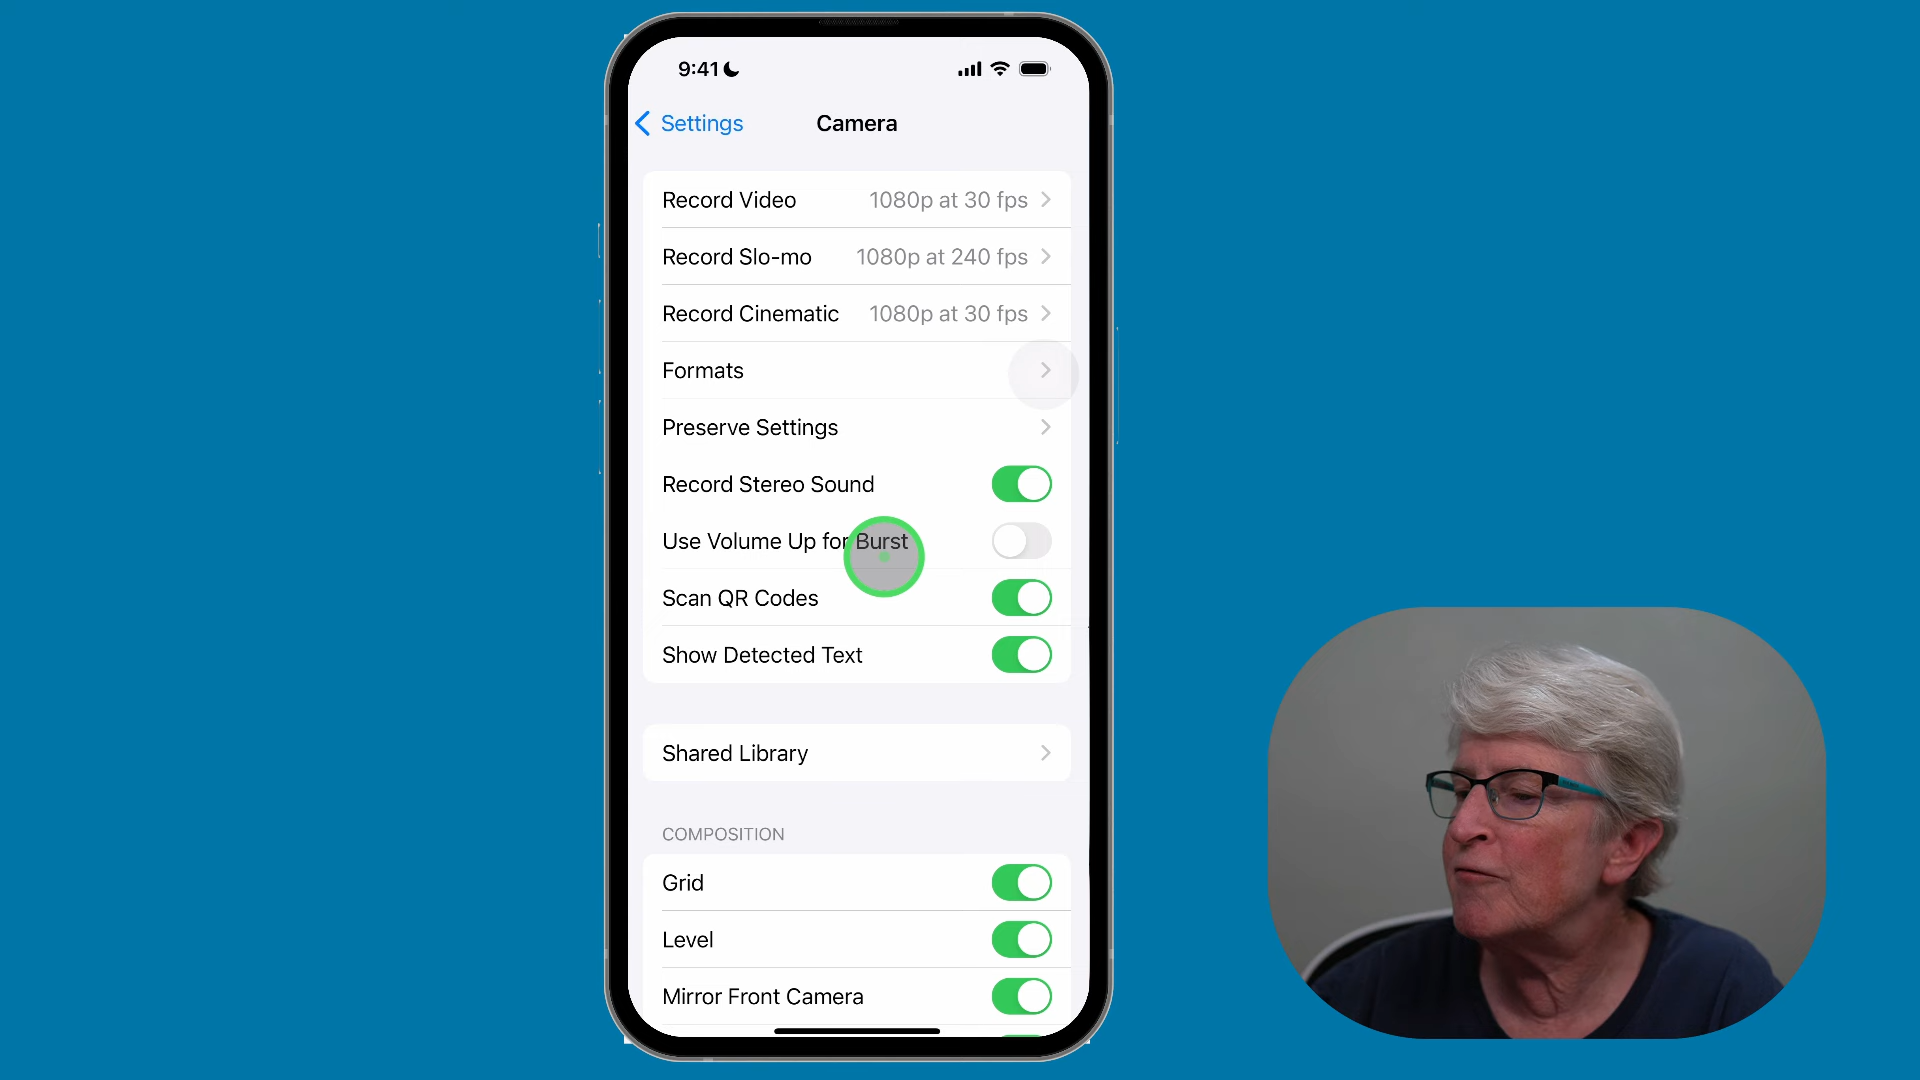 9:41
Settings
Camera
Record Video 1080p at 30 fps
Record Slo-mo 1080p at 240 fps
Record Cinematic 1080p at 30 fps
Formats
Preserve Settings
Record Stereo Sound
Use Volume Up for Burst
Scan QR Codes
Show Detected Text
Shared Library
COMPOSITION
Grid
Level
Mirror Front Camera